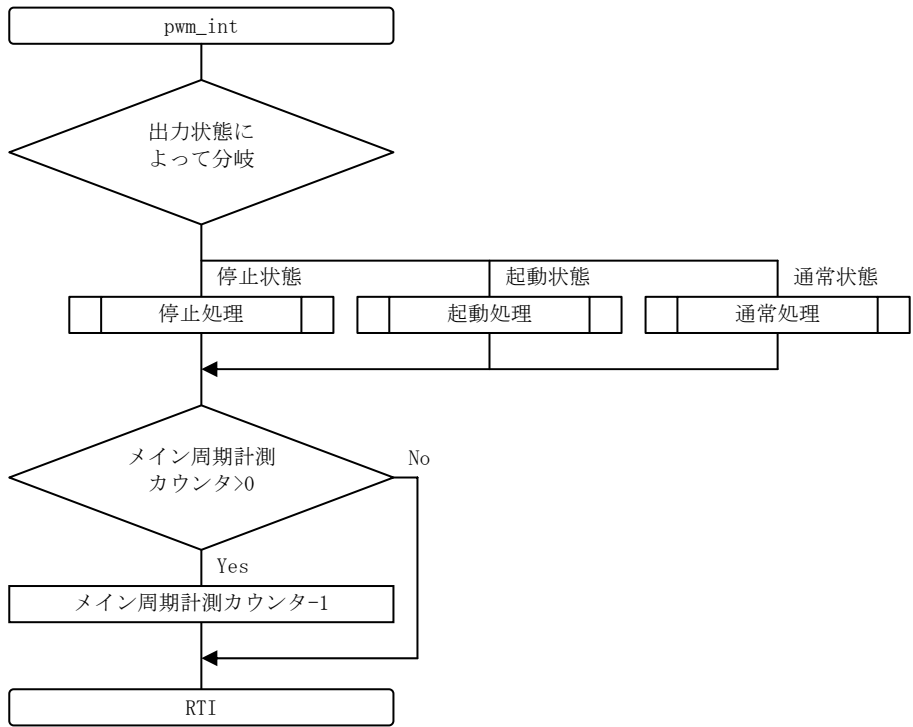 pwm_int
出力状態に
よって分岐
停止状態
起動状態
通常状態
停止処理
起動処理
通常処理
メイン周期計測
カウンタ>0
No
Yes
メイン周期計測カウンター1
RTI